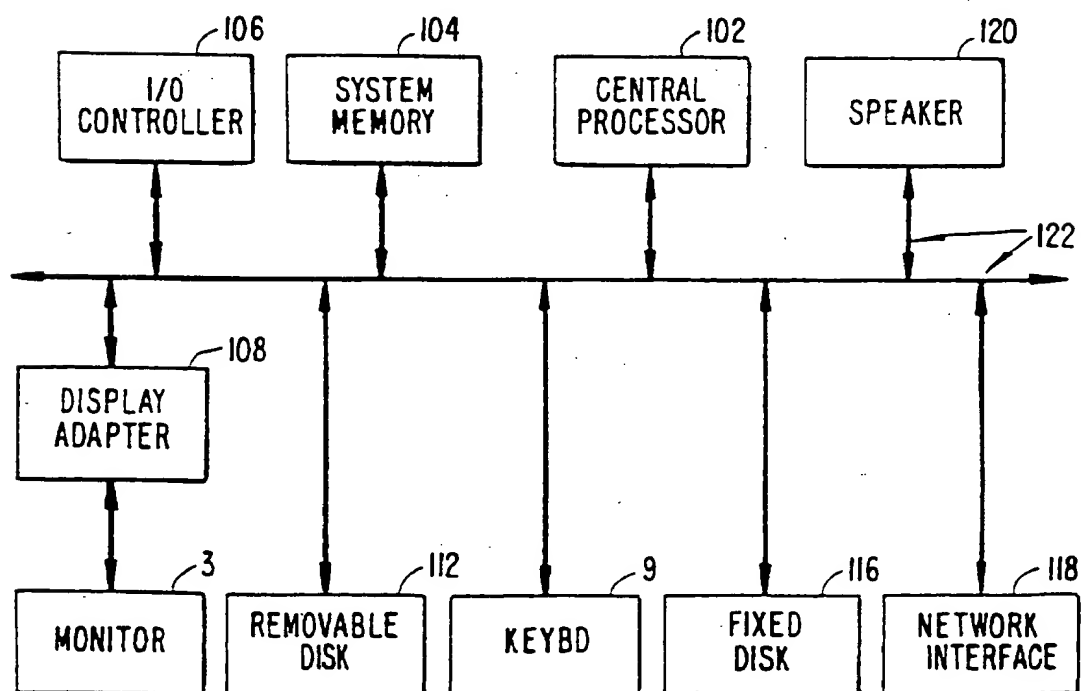 106
104
102
120
I/O
CONTROLLER
SYSTEM
MEMORY
CENTRAL
PROCESSOR
SPEAKER
122
108
DISPLAY
ADAPTER
3
112
9
116
118
MONITOR
REMOVABLE
DISK
KEYBD
FIXED
DISK
NETWORK
INTERFACE